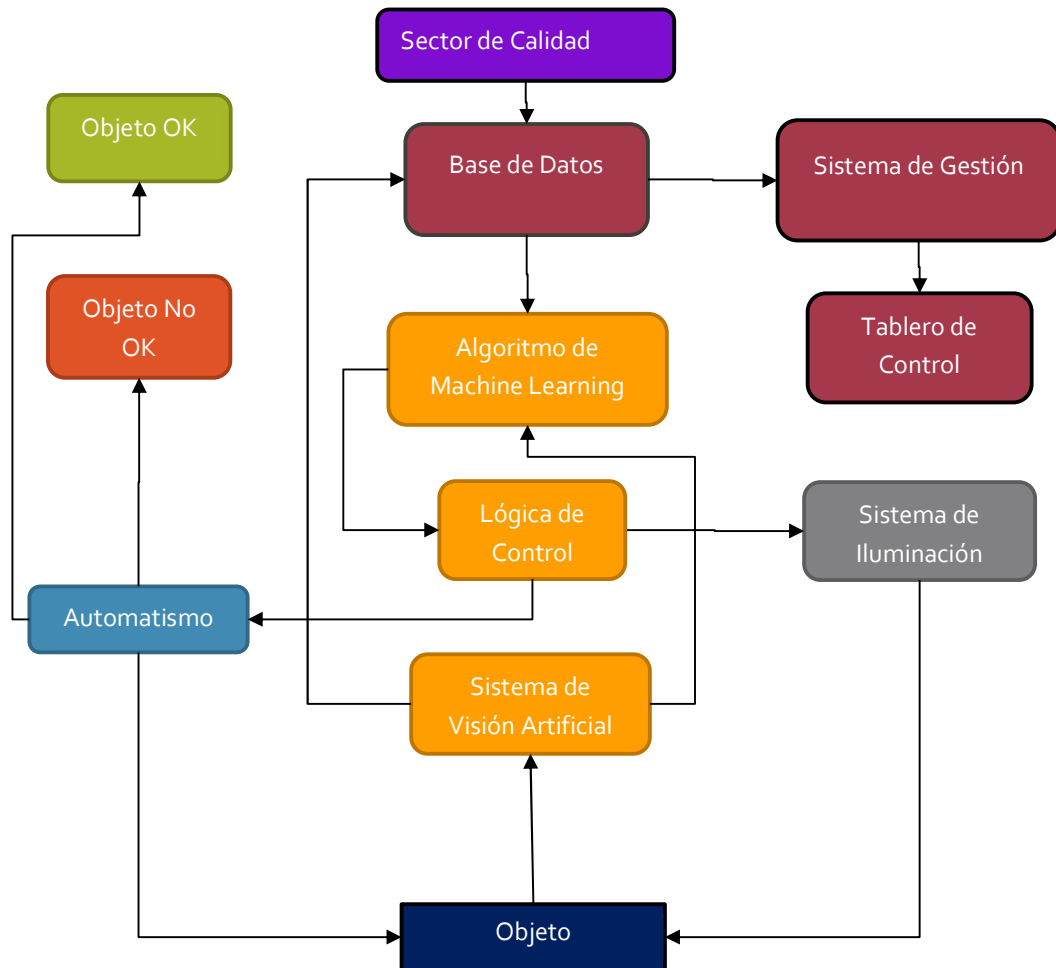 Sector de Calidad
Objeto OK
Base de Datos
Sistema de Gestión
Objeto No
OK
Algoritmo de
Machine Learning
Tablero de
Control
Lógica de
Control
Sistema de
Iluminación
Automatismo
Sistema de
Visión Artificial
Objeto